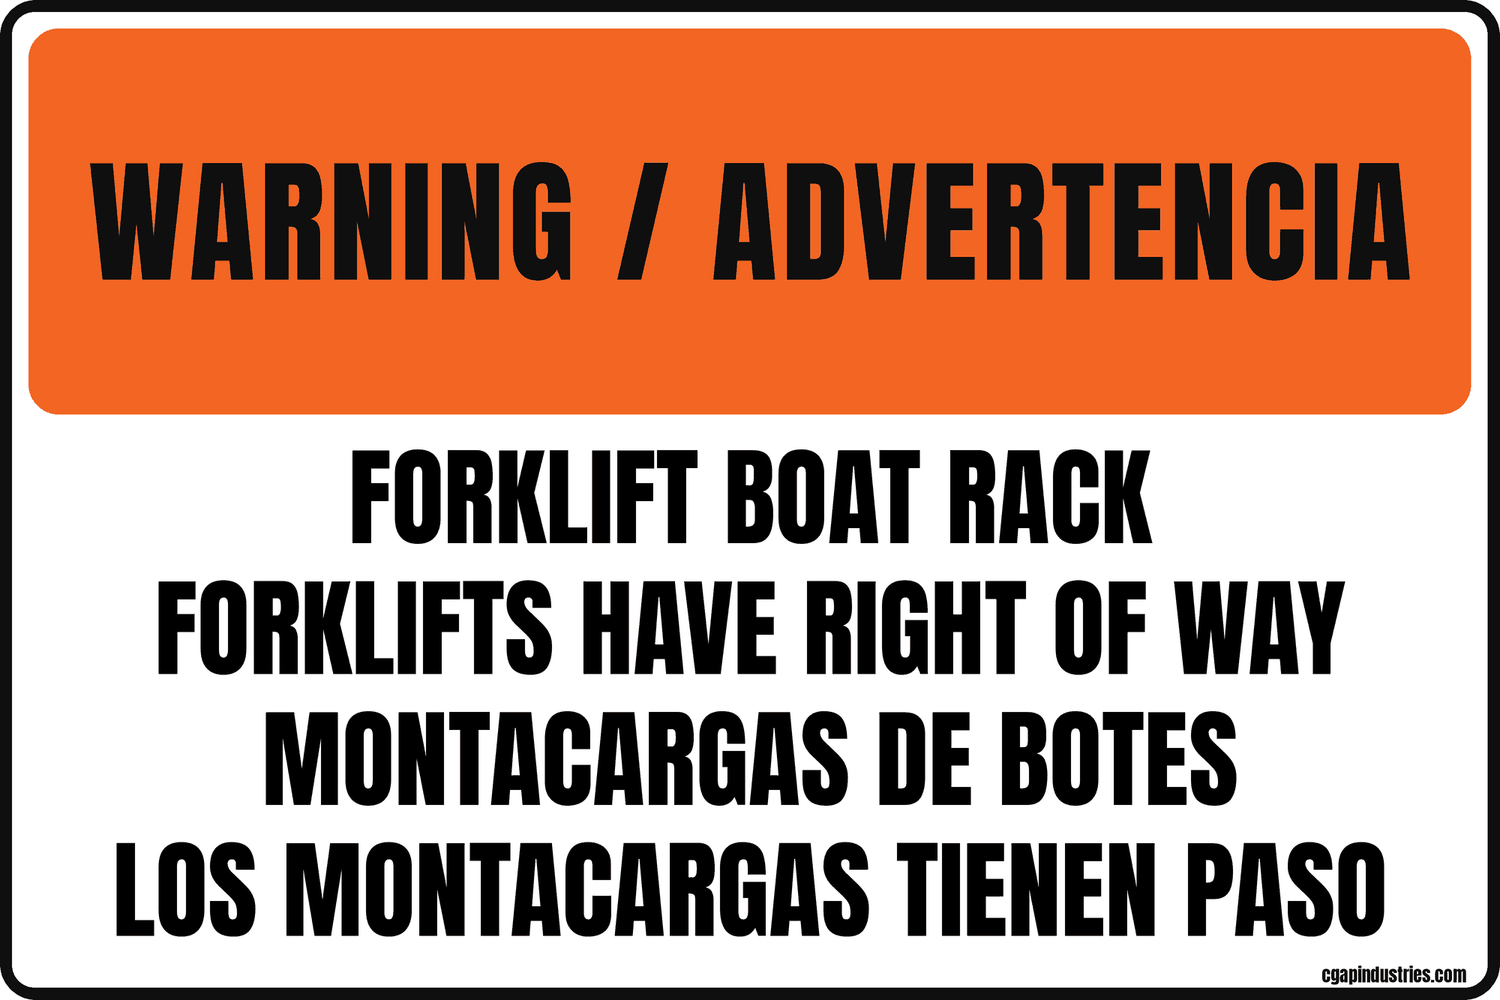 WARNING / ADVERTENCIA
FORKLIFT BOAT RACK
FORKLIFTS HAVE RIGHT OF WAY
MONTACARGAS DE BOTES
LOS MONTACARGAS TIENEN PASO
cgapindustries.com